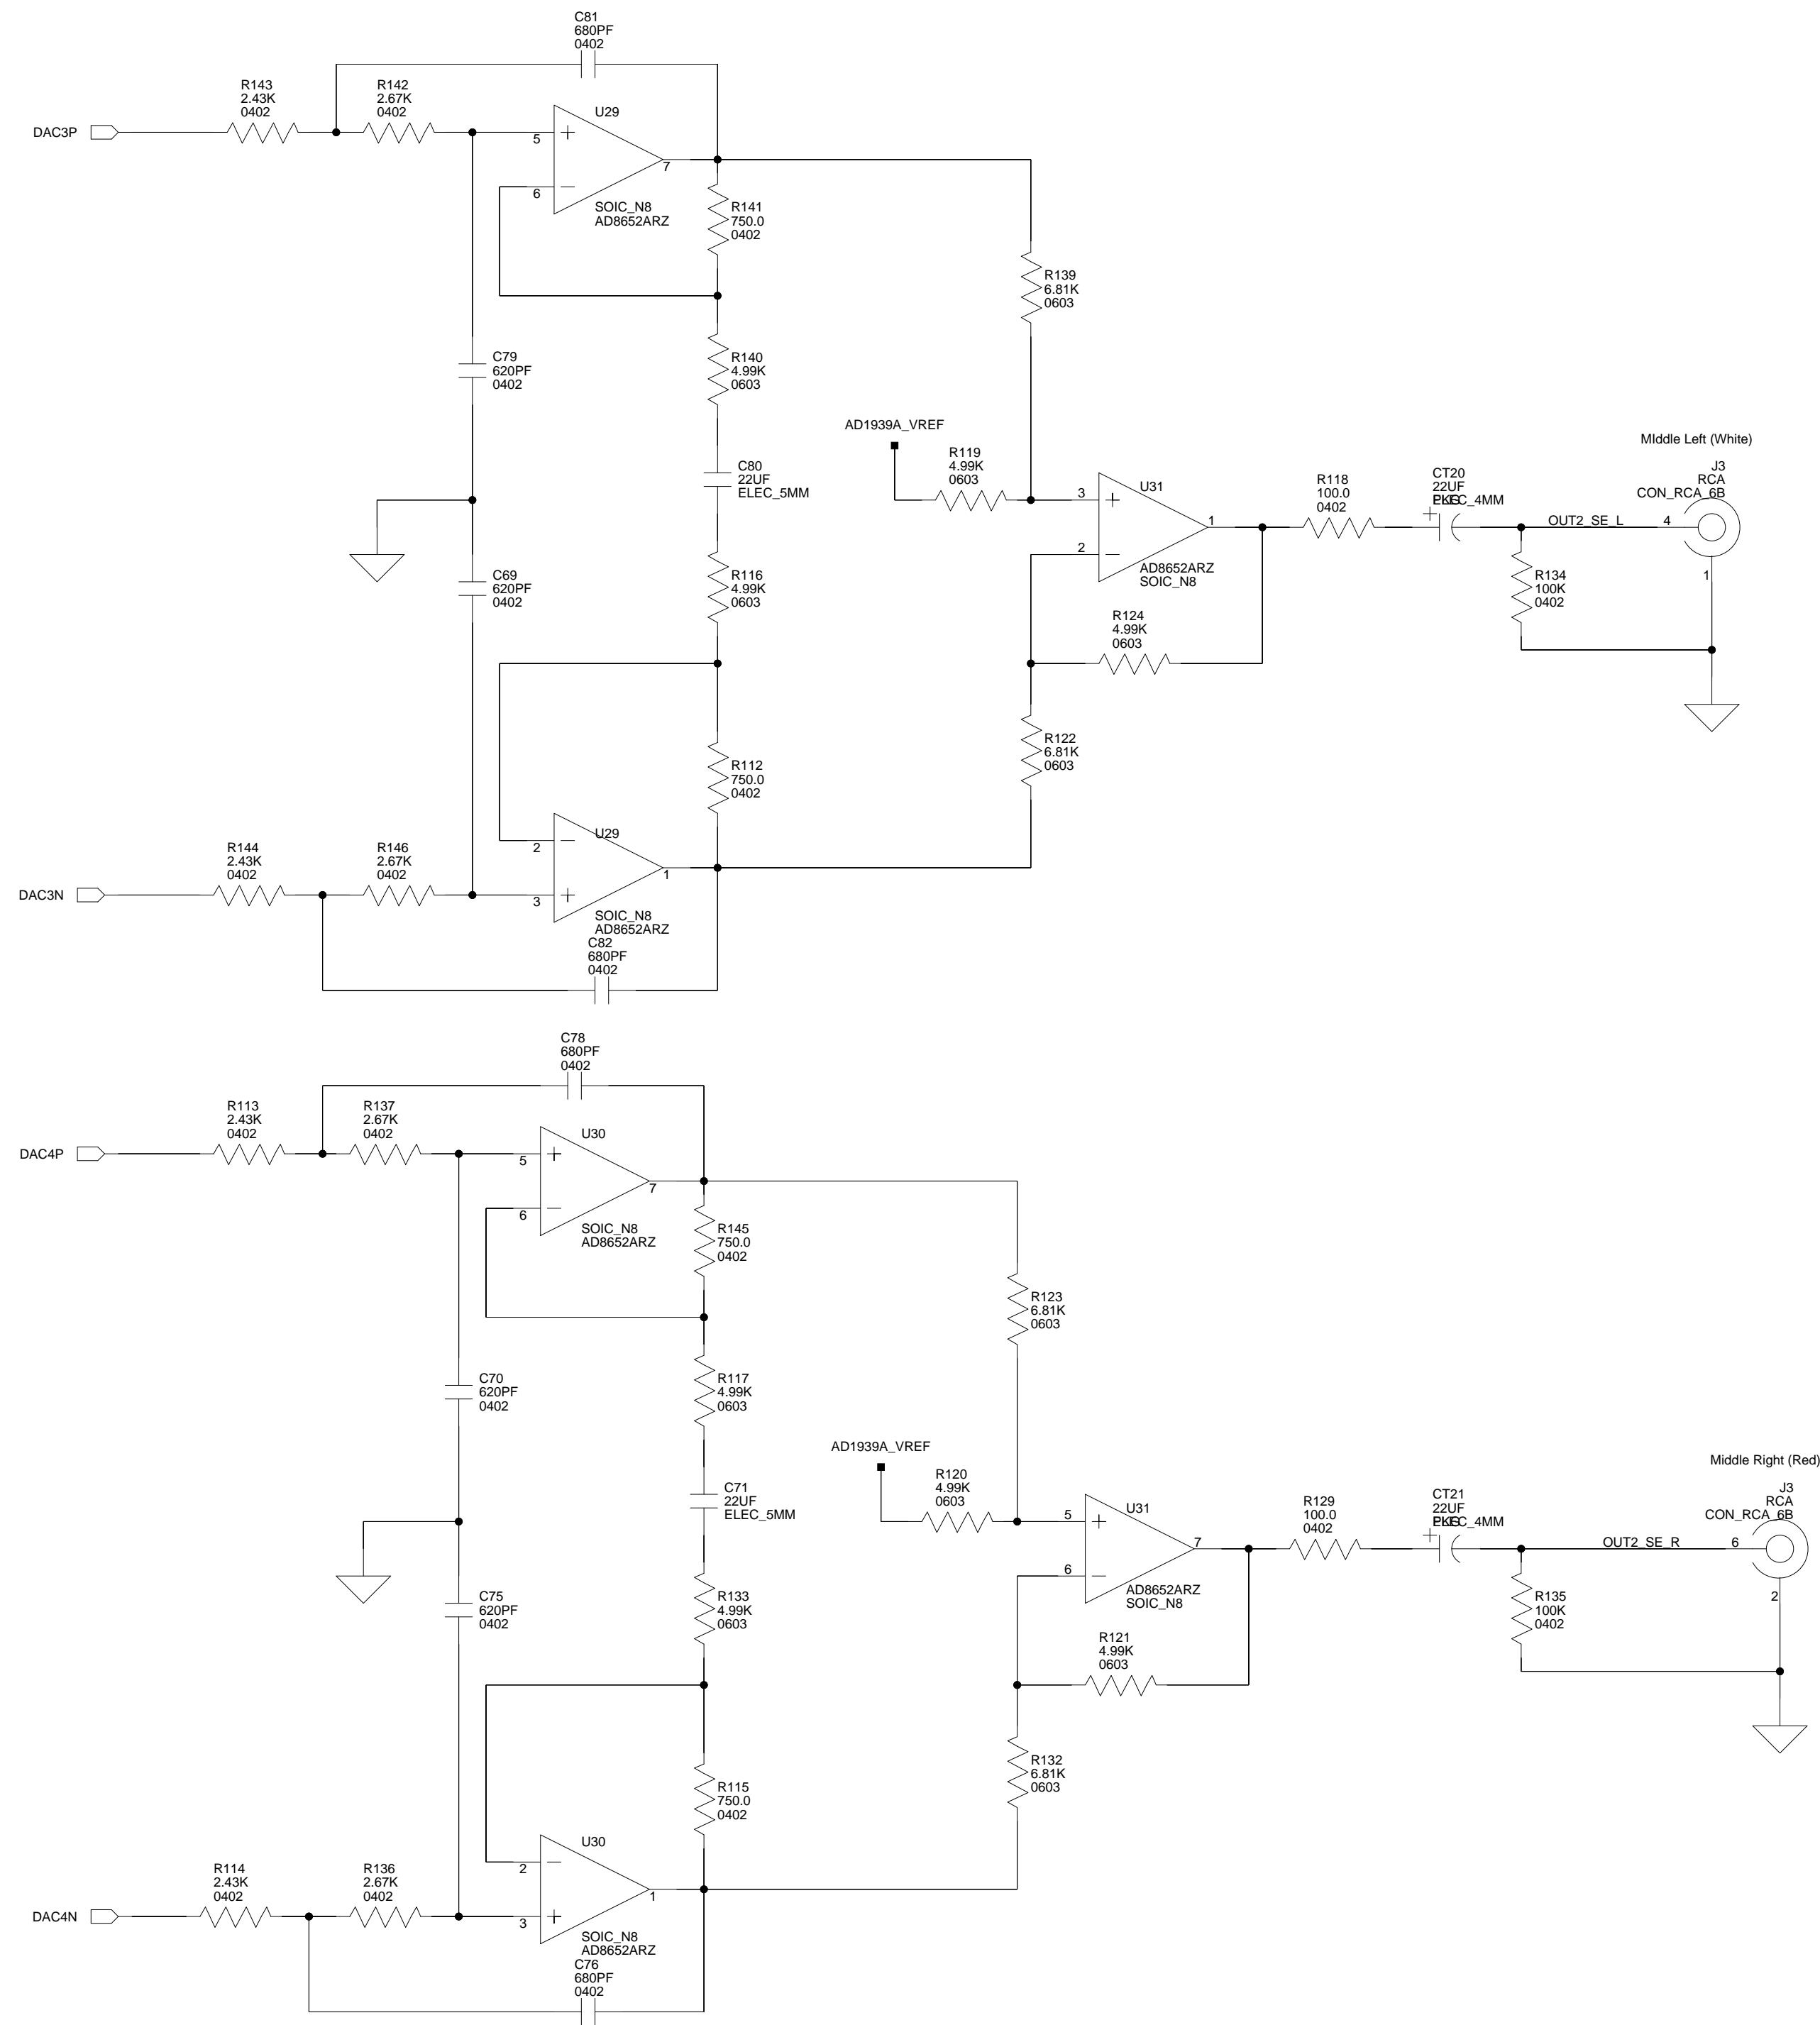 C81
680PF
0402
R143
2.43K
0402
R142
2.67K
0402
DAC3P
U29
5
6
7
SOIC_N8
AD8652ARZ
R141
750.0
0402
R139
6.81K
0603
C79
620PF
0402
R140
4.99K
0603
AD1939A_VREF
R119
4.99K
0603
C80
22UF
ELEC_5MM
MIddle Left (White)
J3
RCA
CON_RCA_6B
U31
3
2
1
AD8652ARZ
SOIC_N8
R118
100.0
0402
CT20
22UF
ELEC_4MM
OUT2_SE_L
4
1
C69
620PF
0402
R116
4.99K
0603
R134
100K
0402
R124
4.99K
0603
R122
6.81K
0603
R112
750.0
0402
U29
2
3
1
SOIC_N8
AD8652ARZ
R144
2.43K
0402
R146
2.67K
0402
DAC3N
C82
680PF
0402
C78
680PF
0402
R113
2.43K
0402
R137
2.67K
0402
DAC4P
U30
5
6
7
SOIC_N8
AD8652ARZ
R145
750.0
0402
R123
6.81K
0603
C70
620PF
0402
R117
4.99K
0603
AD1939A_VREF
R120
4.99K
0603
C71
22UF
ELEC_5MM
Middle Right (Red)
J3
RCA
CON_RCA_6B
U31
5
6
7
AD8652ARZ
SOIC_N8
R129
100.0
0402
CT21
22UF
ELEC_4MM
OUT2_SE_R
6
2
C75
620PF
0402
R133
4.99K
0603
R135
100K
0402
R121
4.99K
0603
R132
6.81K
0603
R115
750.0
0402
U30
2
3
1
SOIC_N8
AD8652ARZ
R114
2.43K
0402
R136
2.67K
0402
DAC4N
C76
680PF
0402